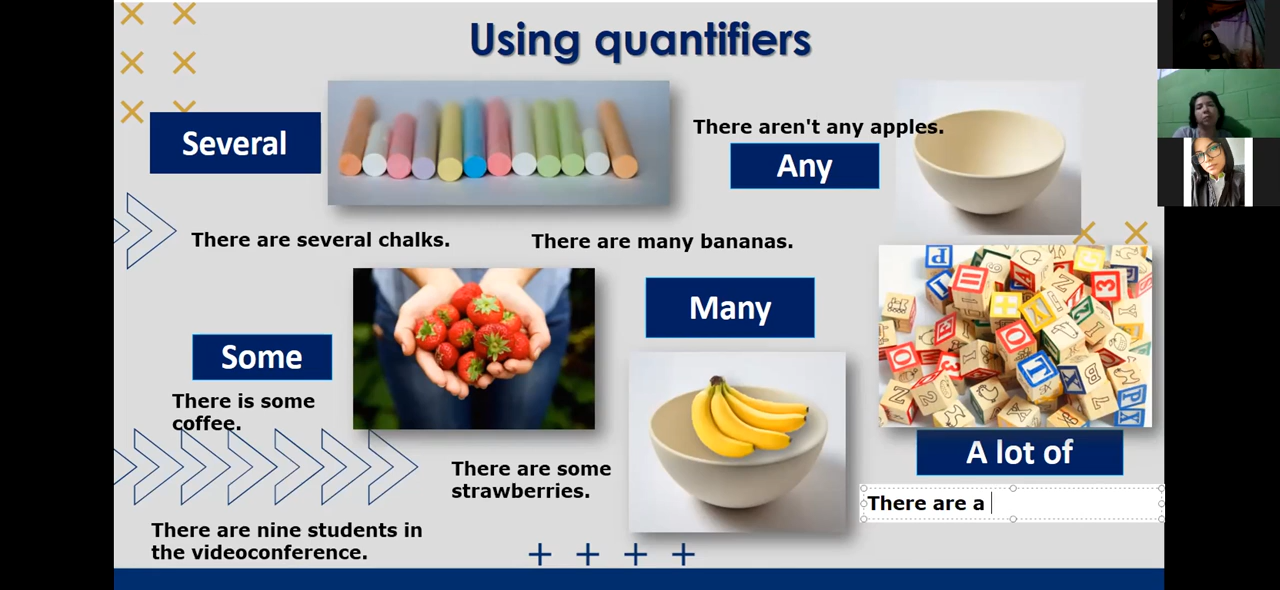 Using quantifiers
Several
There aren't any apples.
Any
There are several chalks.
There are many bananas.
Many
Some
There is some
coffee.
There are some
strawberries.
A lot of
There are a
There are nine students in
the videoconference.